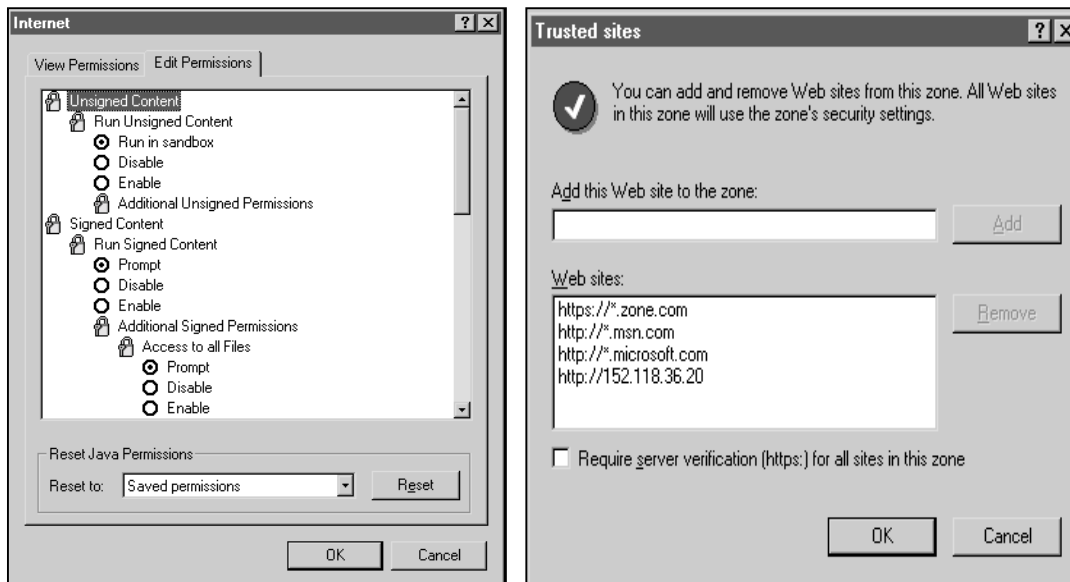 Internet
View Permissions Edit Permissions
Unsigned Content
Run Unsigned Content
Run in sandbox
Disable
Enable
Additional Unsigned Permissions
Signed Content
Run Signed Content
Prompt
Disable
Enable
Additional Signed Permissions
Access to all Files
Prompt
Disable
Enable
Reset Java Permissions
Reset to: Saved permissions Reset
OK Cancel
Trusted sites
You can add and remove Web sites from this zone. All Web sites
in this zone will use the zone's security settings.
Add this Web site to the zone:
Add
Web sites:
https://*.zone.com
http://*.msn.com
http://*.microsoft.com
http://152.118.36.20
Remove
Require server verification (https:) for all sites in this zone
OK Cancel